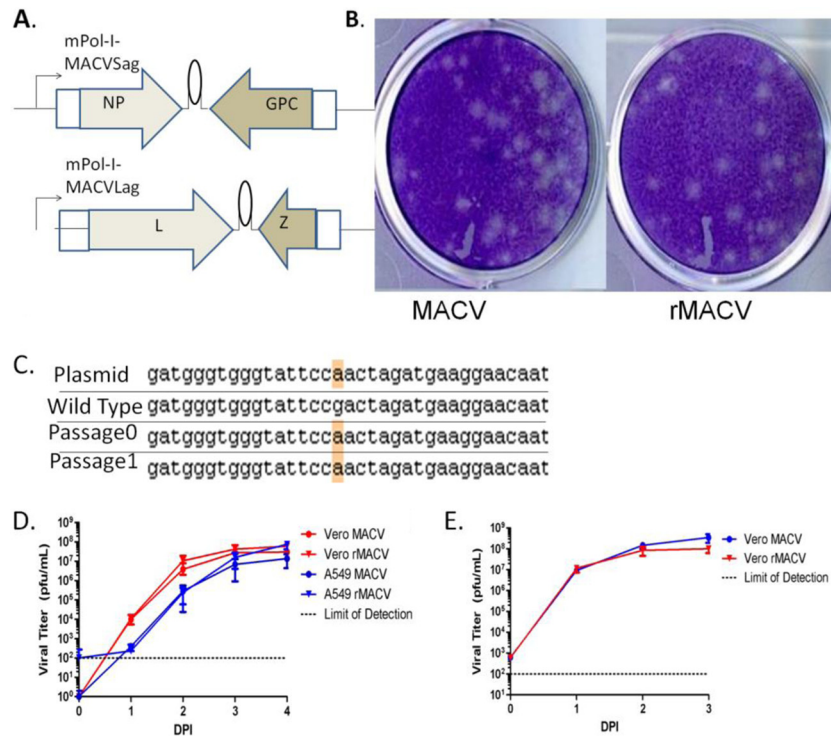 A.
mPol-I-
MACVSag
NP
GPC
mPol-I-
MACVLag
L
Z
B.
MACV
rMACV
C.
Plasmid gatgggtgggtattccaactagatgaaggaacaat
Wild Type gatgggtgggtattccgactagatgaaggaacaat
Passage0 gatgggtgggtattccaactagatgaaggaacaat
Passage1 gatgggtgggtattccaactagatgaaggaacaat
D.
Viral Titer (pfu/mL)
10⁹
10⁸
10⁷
10⁶
10⁵
10⁴
10³
10²
10¹
10⁰
0 1 2 3 4
DPI
Vero MACV
Vero rMACV
A549 MACV
A549 rMACV
Limit of Detection
E.
Viral Titer (pfu/mL)
10⁹
10⁸
10⁷
10⁶
10⁵
10⁴
10³
10²
10¹
0 1 2 3
DPI
Vero MACV
Vero rMACV
Limit of Detection